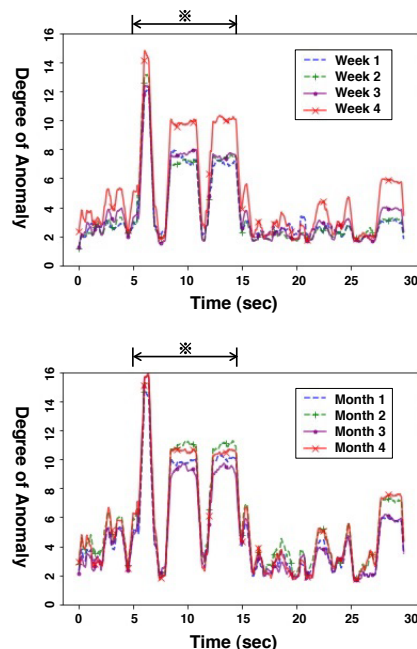 ※
16
14
12
10
8
6
4
2
0
Degree of Anomaly
Week 1
Week 2
Week 3
Week 4
0 5 10 15 20 25 30
Time (sec)
※
16
14
12
10
8
6
4
2
0
Degree of Anomaly
Month 1
Month 2
Month 3
Month 4
0 5 10 15 20 25 30
Time (sec)